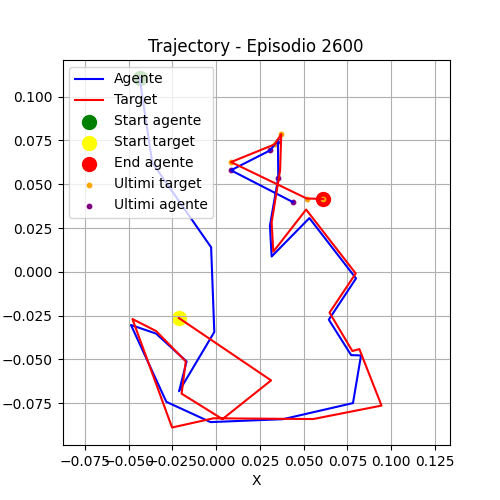 Trajectory - Episodio 2600
Agente
Target
Start agente
Start target
End agente
Ultimi target
Ultimi agente
0.100
0.075
0.050
0.025
0.000
−0.025
−0.050
−0.075
−0.075 −0.050 −0.025 0.000 0.025 0.050 0.075 0.100 0.125
X